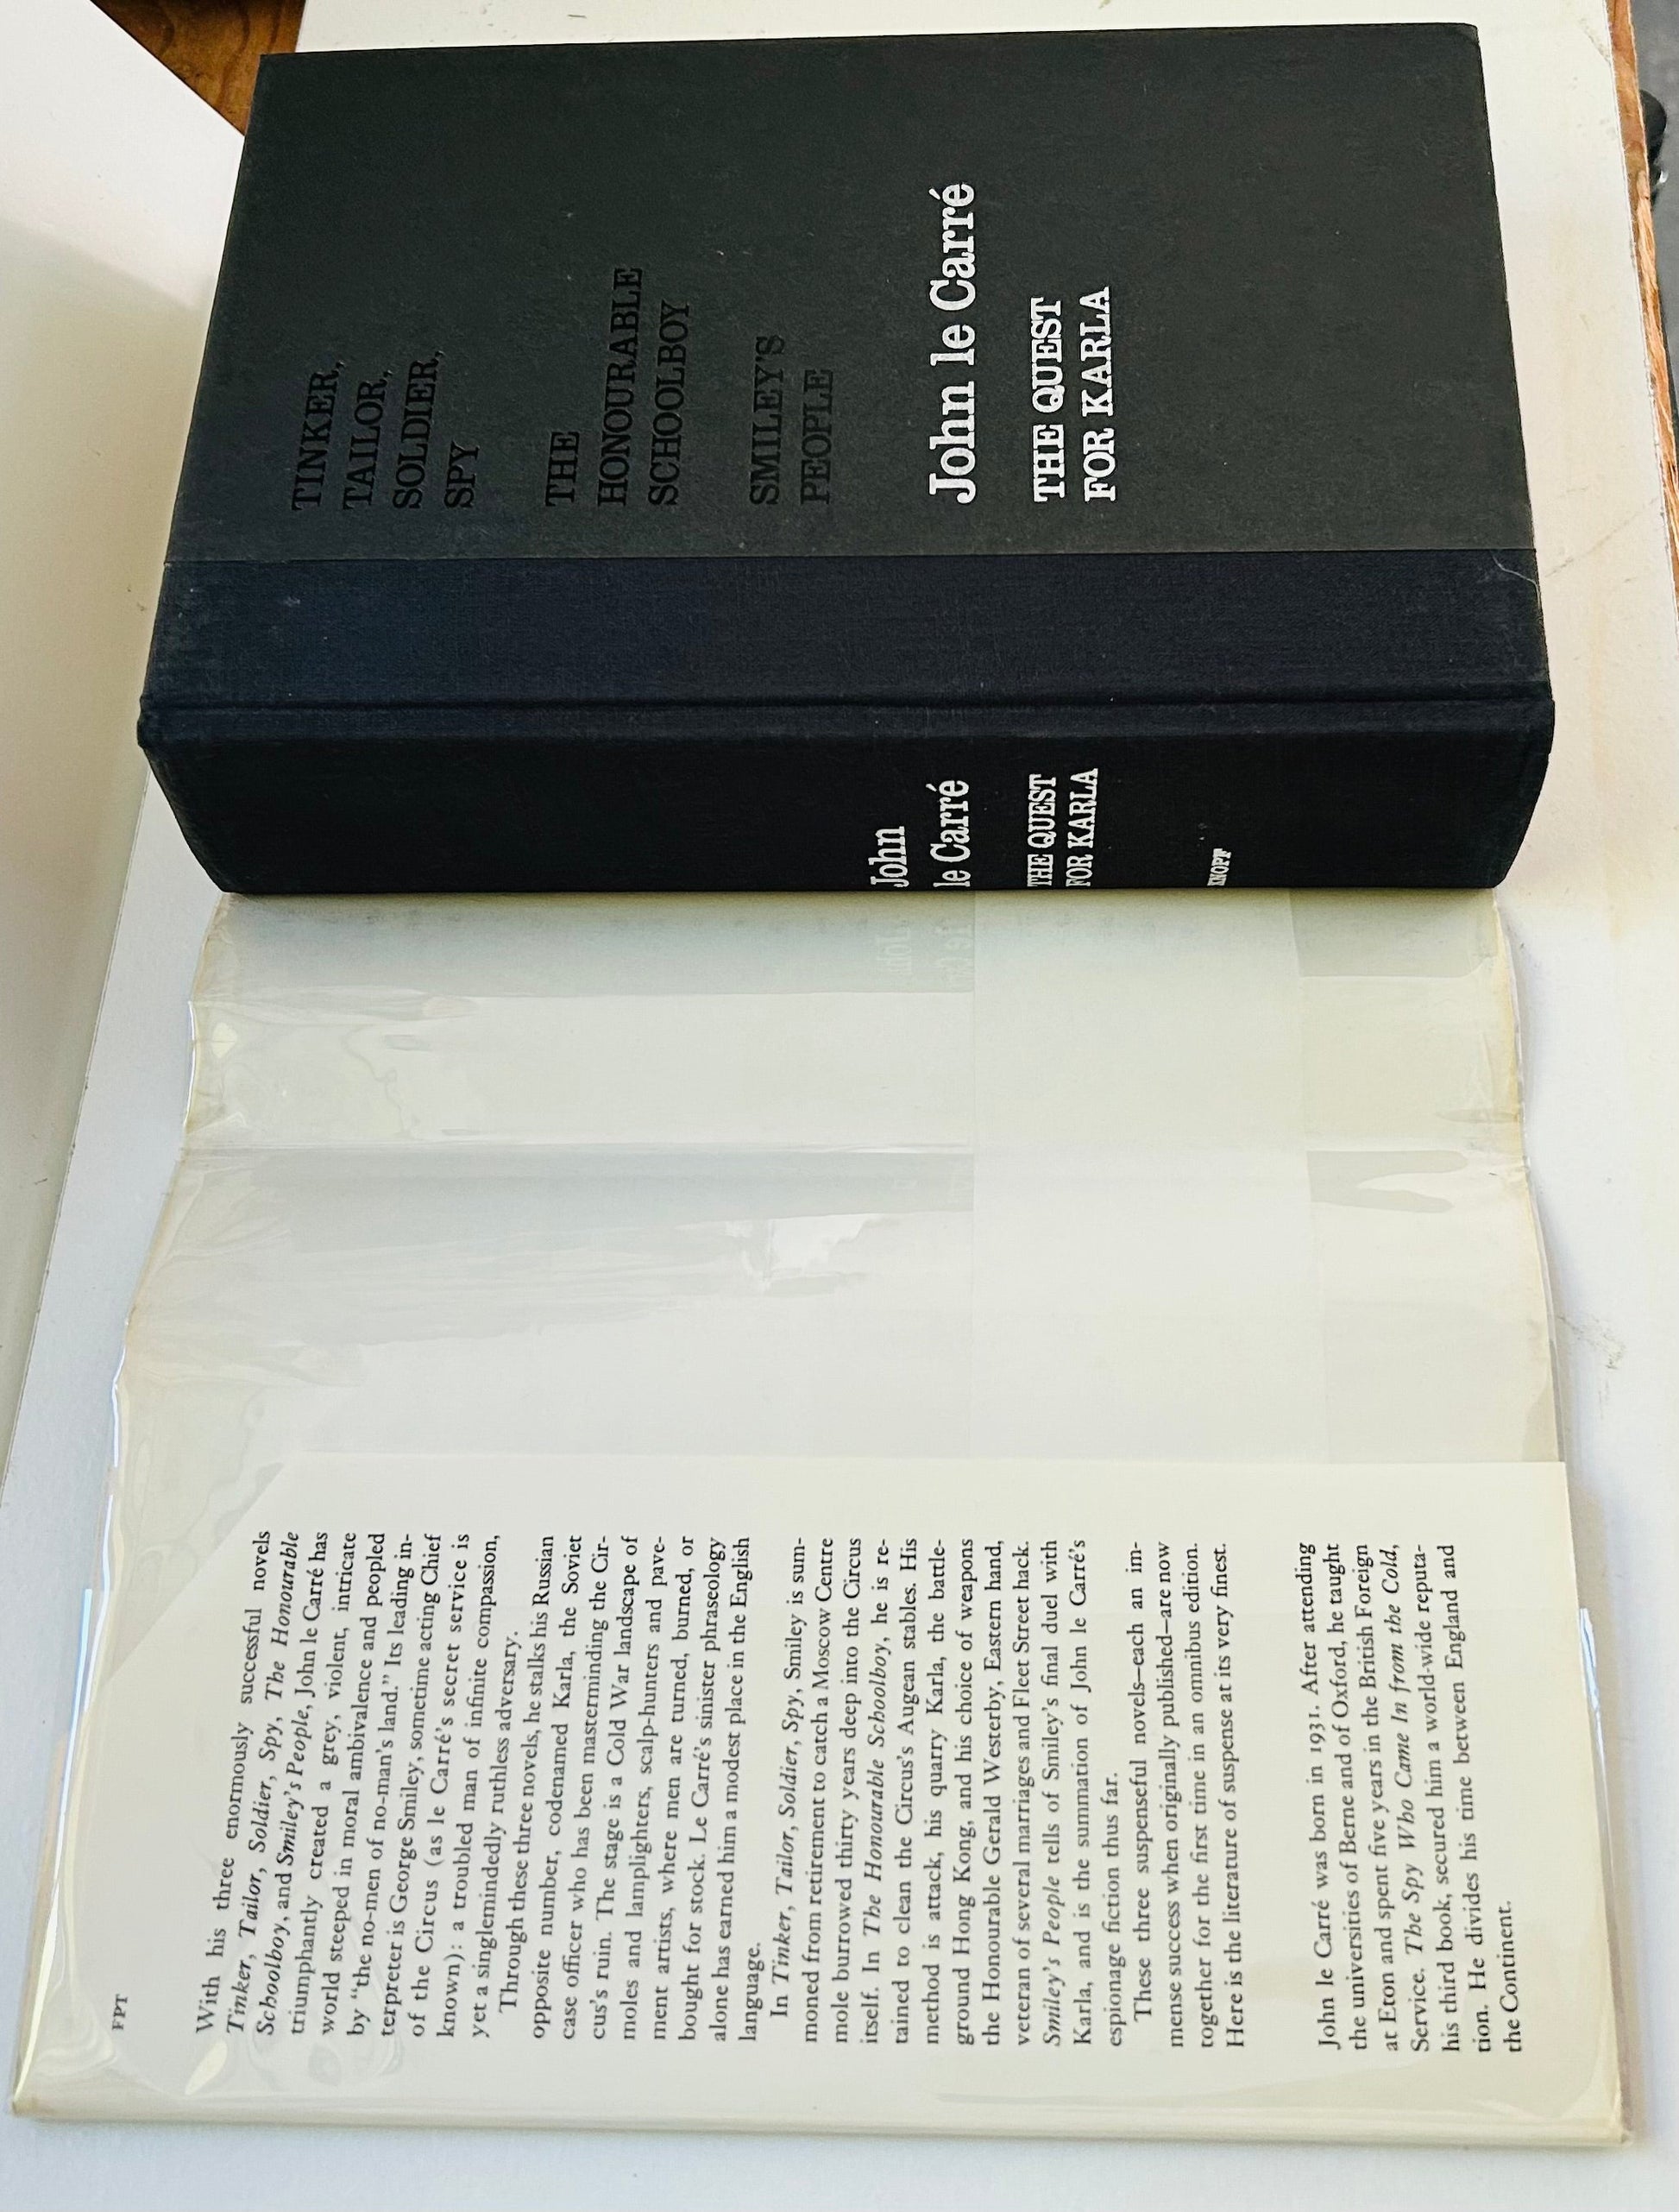 TINKER,
TAILOR,
SOLDIER,
SPY
THE
HONOURABLE
SCHOOLBOY
SMILEY'S
PEOPLE
John le Carré
THE QUEST
FOR KARLA
John
le Carré
THE QUEST
FOR KARLA
KNOPF
FPT
With his three enormously successful novels
Tinker, Tailor, Soldier, Spy, The Honourable
Schoolboy, and Smiley's People, John le Carré has
triumphantly created a grey, violent, intricate
world steeped in moral ambivalence and peopled
by "the no-men of no-man's land." Its leading in-
terpreter is George Smiley, sometime acting Chief
of the Circus (as le Carré's secret service is
known): a troubled man of infinite compassion,
yet a singlemindedly ruthless adversary.
Through these three novels, he stalks his Russian
opposite number, codenamed Karla, the Soviet
case officer who has been masterminding the Cir-
cus's ruin. The stage is a Cold War landscape of
moles and lamplighters, scalp-hunters and pave-
ment artists, where men are turned, burned, or
bought for stock. Le Carré's sinister phraseology
alone has earned him a modest place in the English
language.
In Tinker, Tailor, Soldier, Spy, Smiley is sum-
moned from retirement to catch a Moscow Centre
mole burrowed thirty years deep into the Circus
itself. In The Honourable Schoolboy, he is re-
tained to clean the Circus's Augean stables. His
method is attack, his quarry Karla, the battle-
ground Hong Kong, and his choice of weapons
the Honourable Gerald Westerby, Eastern hand,
veteran of several marriages and Fleet Street hack.
Smiley's People tells of Smiley's final duel with
Karla, and is the summation of John le Carré's
espionage fiction thus far.
These three suspenseful novels—each an im-
mense success when originally published—are now
together for the first time in an omnibus edition.
Here is the literature of suspense at its very finest.
John le Carré was born in 1931. After attending
the universities of Berne and of Oxford, he taught
at Eton and spent five years in the British Foreign
Service. The Spy Who Came In from the Cold,
his third book, secured him a world-wide reputa-
tion. He divides his time between England and
the Continent.